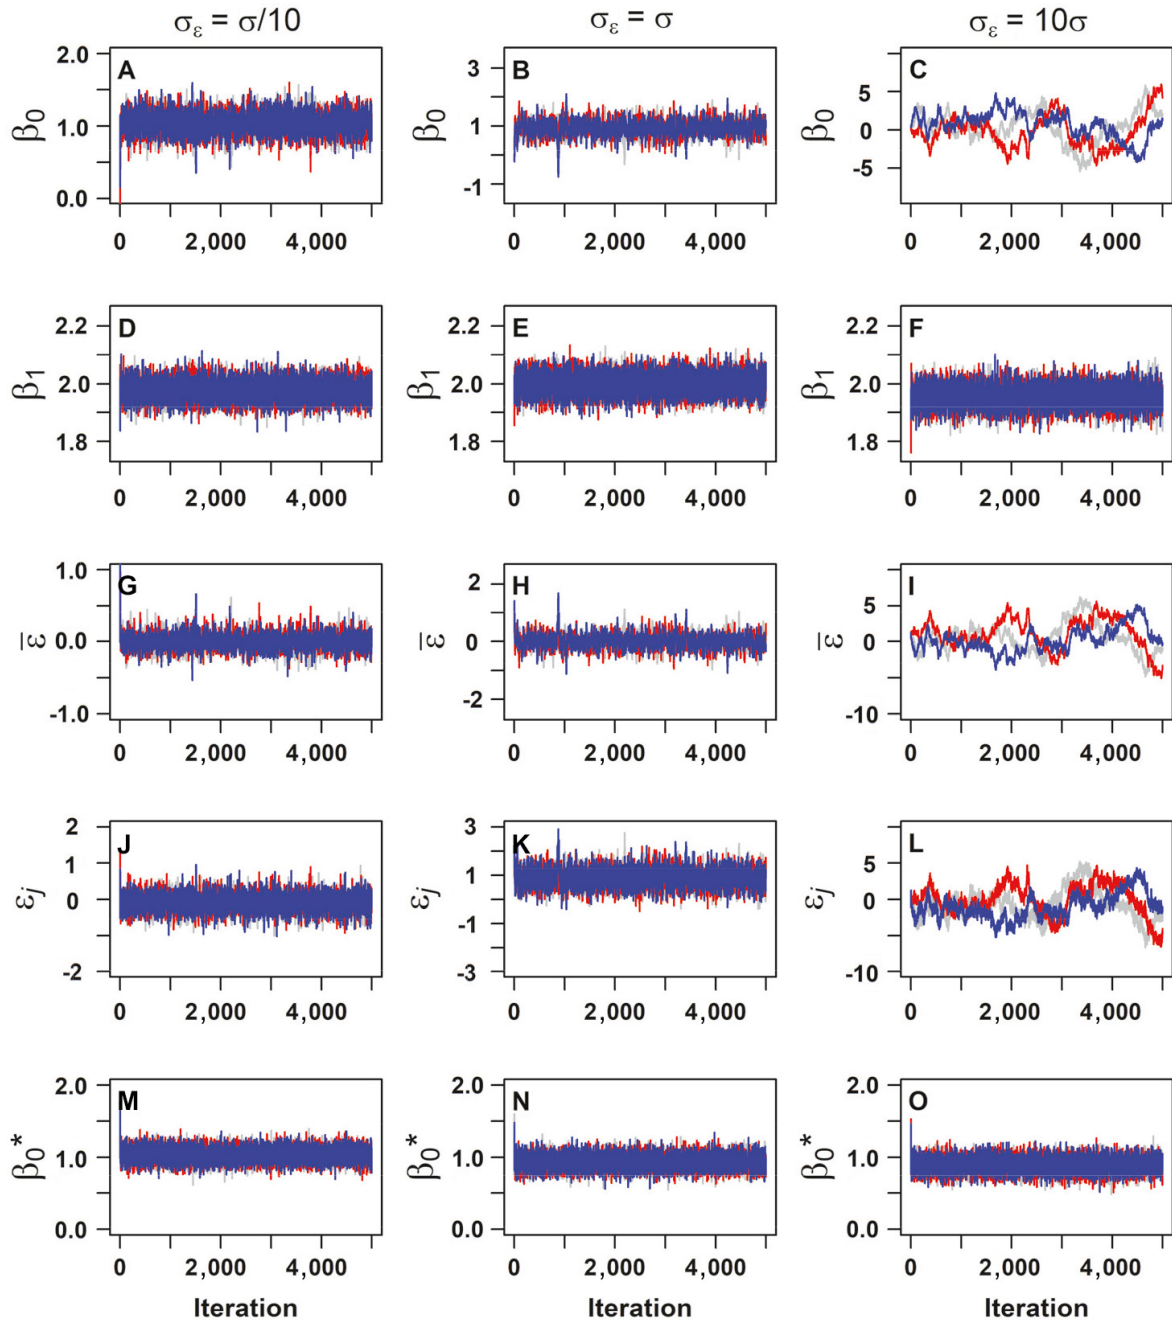 σε = σ/10 σε = σ σε = 10σ
A B C
β0 2.0 1.0 0.0 β0 3 1 -1 β0 5 0 -5
0 2,000 4,000 0 2,000 4,000 0 2,000 4,000
D E F
β1 2.2 2.0 1.8 β1 2.2 2.0 1.8 β1 2.2 2.0 1.8
0 2,000 4,000 0 2,000 4,000 0 2,000 4,000
G H I
ε̅ 1.0 0.0 -1.0 ε̅ 2 0 -2 ε̅ 5 0 -10
0 2,000 4,000 0 2,000 4,000 0 2,000 4,000
J K L
εj 2 1 0 -2 εj 3 1 -1 -3 εj 5 0 -10
0 2,000 4,000 0 2,000 4,000 0 2,000 4,000
M N O
β0* 2.0 1.0 0.0 β0* 2.0 1.0 0.0 β0* 2.0 1.0 0.0
0 2,000 4,000 0 2,000 4,000 0 2,000 4,000
Iteration Iteration Iteration